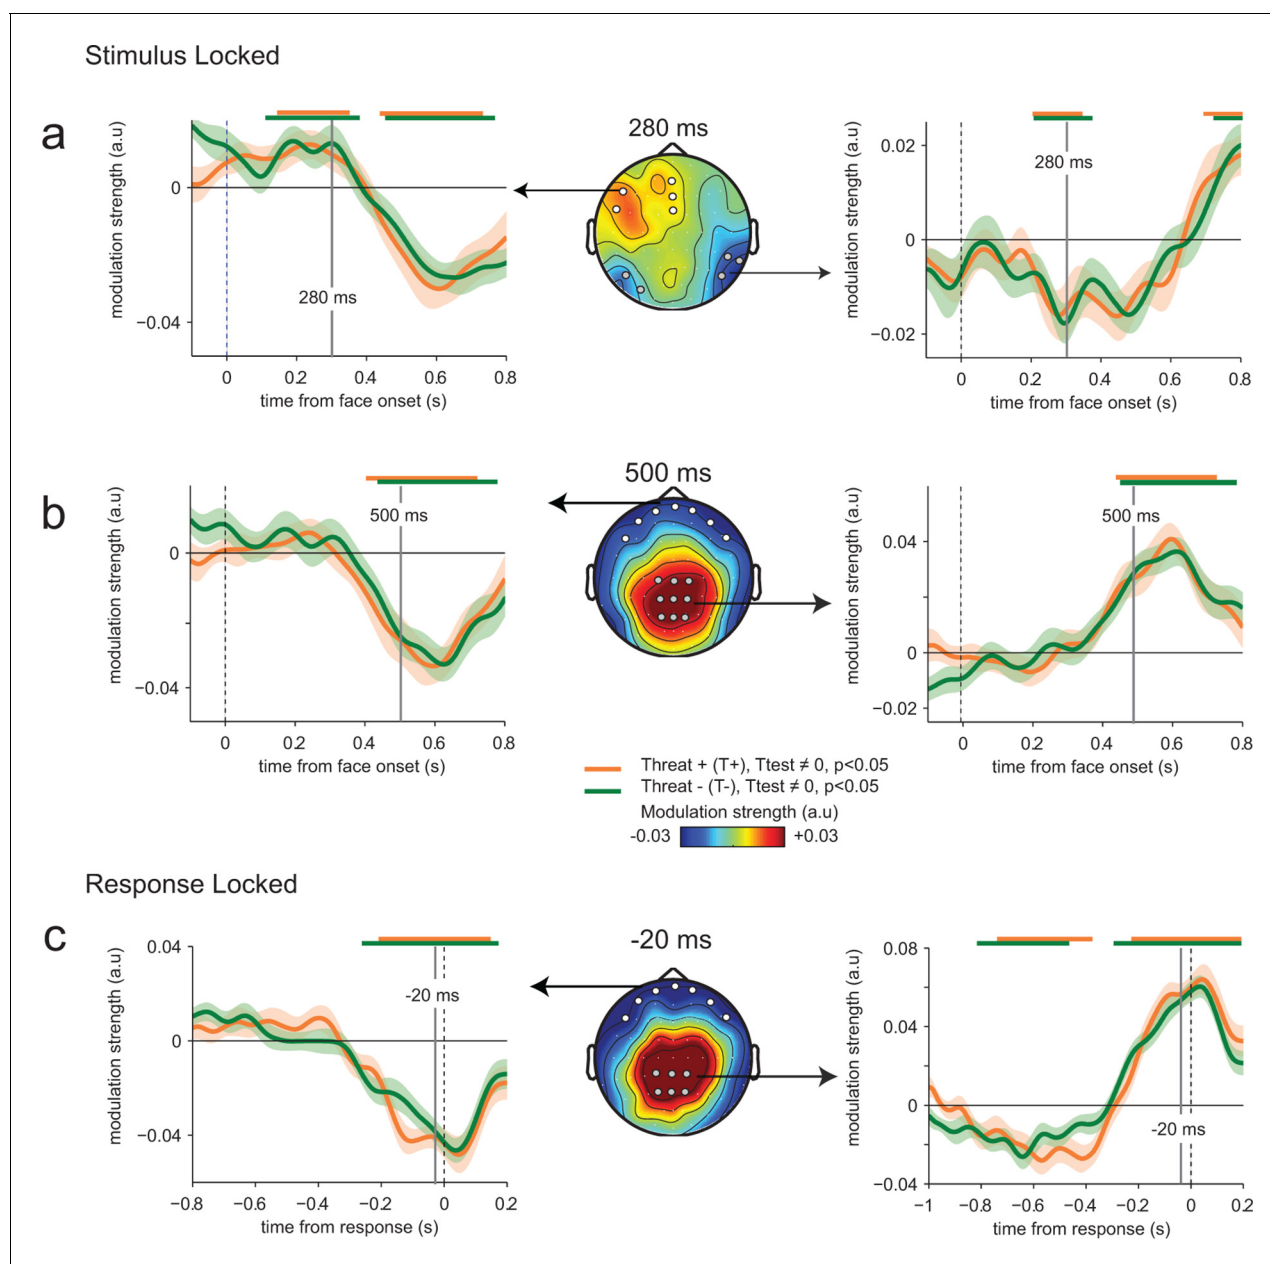 Stimulus Locked
a
modulation strength (a.u)
0
−0.04
280 ms
0
0.2
0.4
0.6
0.8
time from face onset (s)
280 ms
modulation strength (a.u)
0.02
0
−0.02
280 ms
0
0.2
0.4
0.6
0.8
time from face onset (s)
b
modulation strength (a.u)
0
-0.04
500 ms
0
0.2
0.4
0.6
0.8
time from face onset (s)
500 ms
modulation strength (a.u)
0.04
0
−0.02
500 ms
0
0.2
0.4
0.6
0.8
time from face onset (s)
Threat + (T+), Ttest ≠ 0, p<0.05
Threat - (T-), Ttest ≠ 0, p<0.05
Modulation strength (a.u)
-0.03
+0.03
Response Locked
c
modulation strength (a.u)
0.04
0
−0.04
-20 ms
−0.8
−0.6
−0.4
−0.2
0
0.2
time from response (s)
-20 ms
modulation strength (a.u)
0.08
0.04
0
−0.04
-20 ms
−1
−0.8
−0.6
−0.4
−0.2
0
0.2
time from response (s)